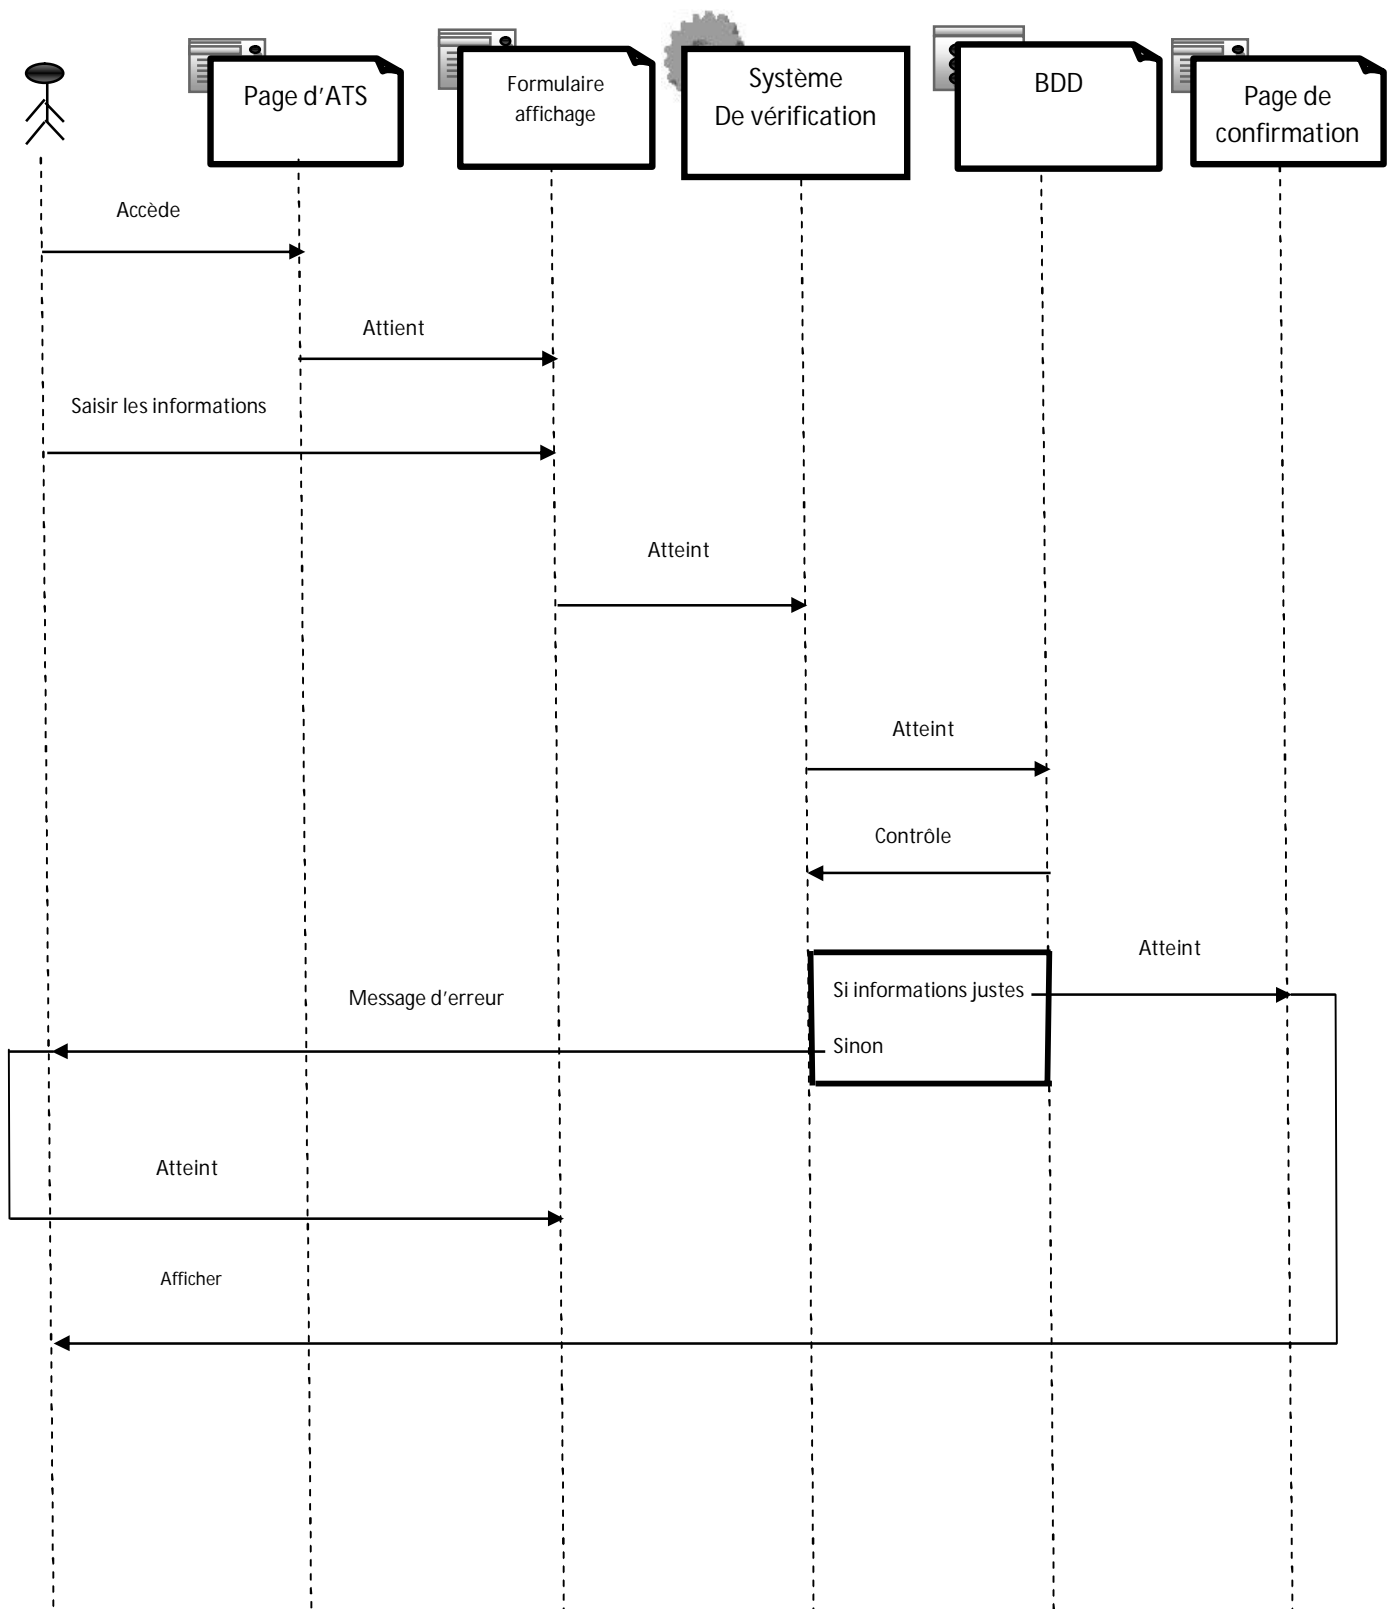 Page d'ATS
Formulaire
affichage
Système
De vérification
BDD
Page de
confirmation
Accède
Attient
Saisir les informations
Atteint
Atteint
Contrôle
Atteint
Si informations justes
Message d'erreur
Sinon
Atteint
Afficher